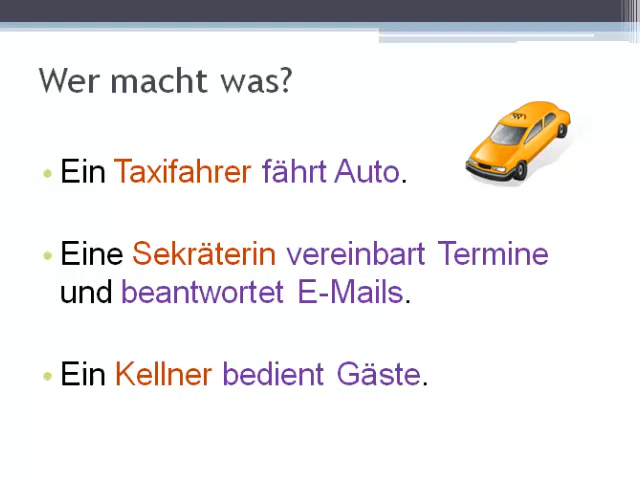 Wer macht was?
• Ein Taxifahrer fährt Auto.
• Eine Sekräterin vereinbart Termine
und beantwortet E-Mails.
• Ein Kellner bedient Gäste.